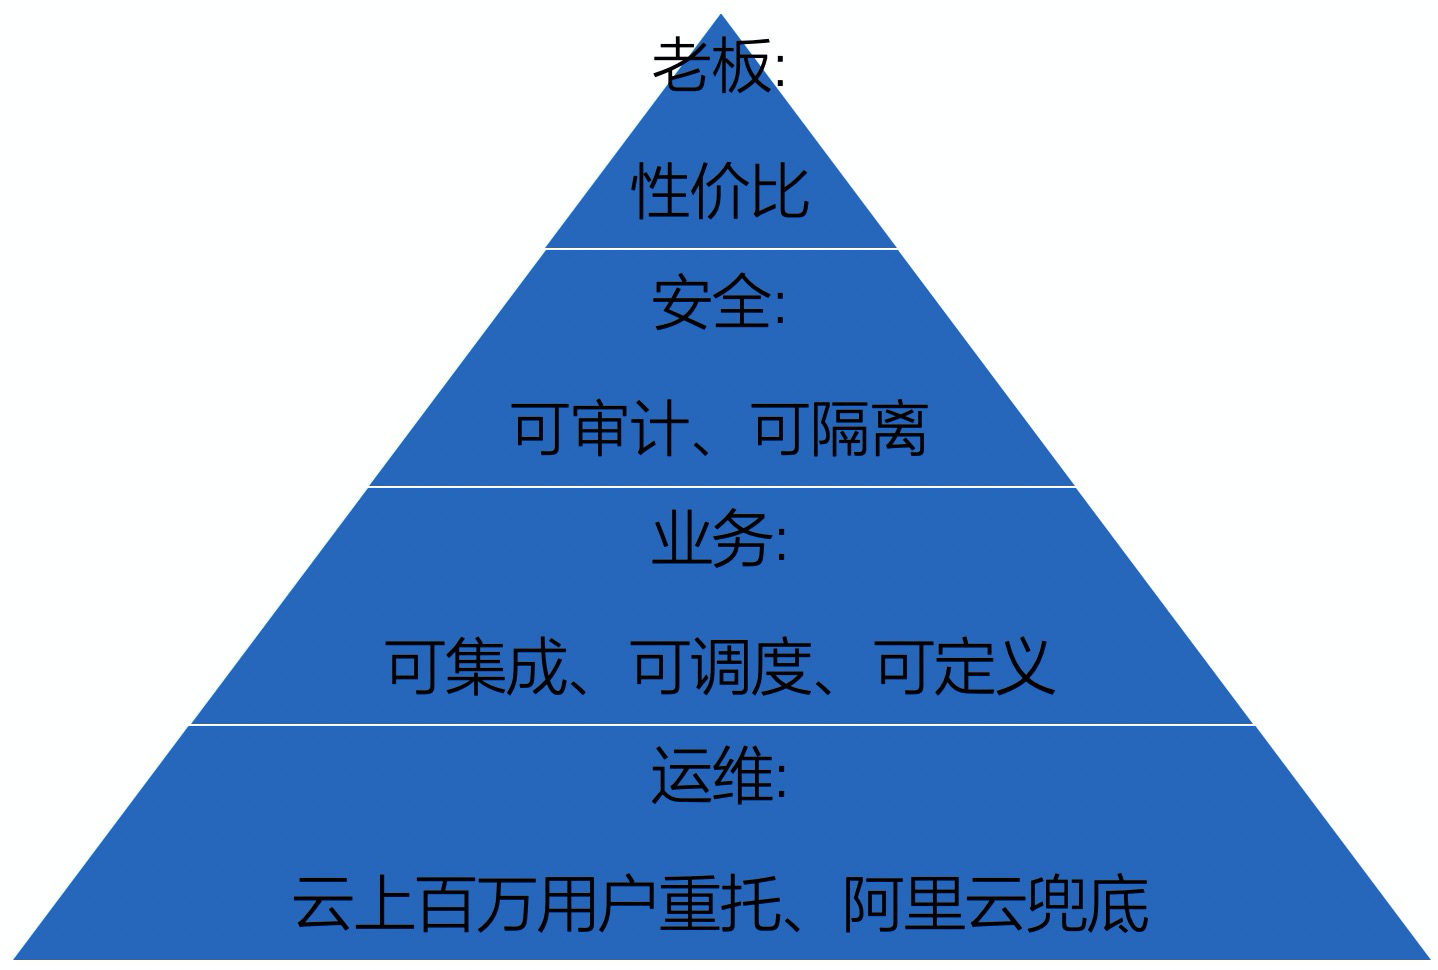 老板:
性价比
安全:
可审计、可隔离
业务:
可集成、可调度、可定义
运维:
云上百万用户重托、阿里云兜底